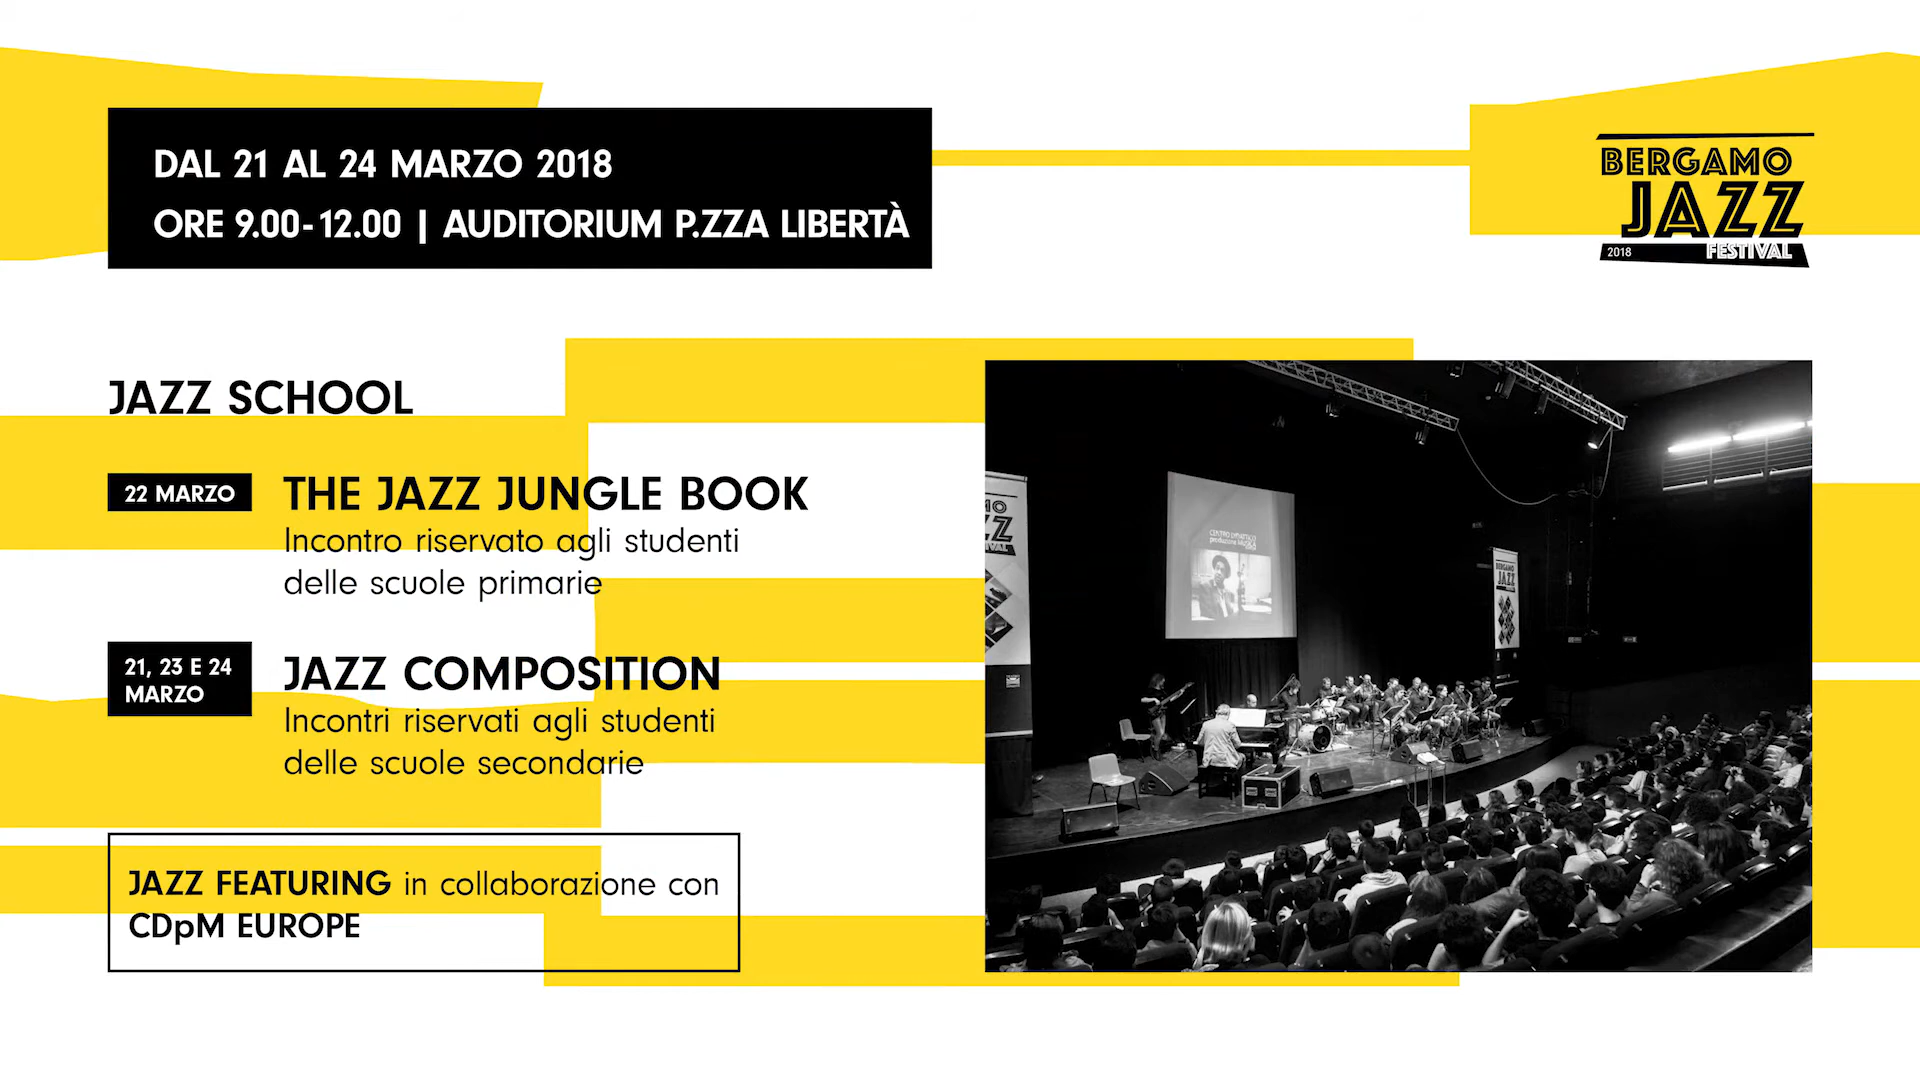 DAL 21 AL 24 MARZO 2018
ORE 9.00-12.00 | AUDITORIUM P.ZZA LIBERTÀ
BERGAMO
JAZZ
2018 FESTIVAL
JAZZ SCHOOL
22 MARZO
THE JAZZ JUNGLE BOOK
Incontro riservato agli studenti
delle scuole primarie
21, 23 E 24
MARZO
JAZZ COMPOSITION
Incontri riservati agli studenti
delle scuole secondarie
JAZZ FEATURING in collaborazione con
CDpM EUROPE
BERGAMO
JAZZ